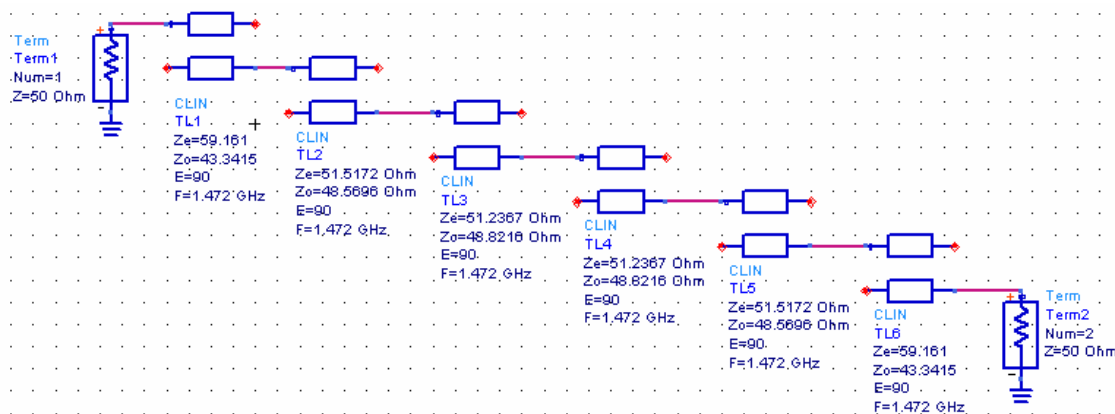 Term
Term1
Num=1
Z=50 Ohm
CLIN
TL1
Ze=59.161
Zo=43.3415
E=90
F=1.472 GHz
CLIN
TL2
Ze=51.5172 Ohm
Zo=48.5696 Ohm
E=90
F=1.472 GHz
CLIN
TL3
Ze=51.2367 Ohm
Zo=48.8216 Ohm
E=90
F=1.472 GHz
CLIN
TL4
Ze=51.2367 Ohm
Zo=48.8216 Ohm
E=90
F=1.472 GHz
CLIN
TL5
Ze=51.5172 Ohm
Zo=48.5696 Ohm
E=90
F=1.472 GHz
CLIN
TL6
Ze=59.161
Zo=43.3415
E=90
F=1.472 GHz
Term
Term2
Num=2
Z=50 Ohm